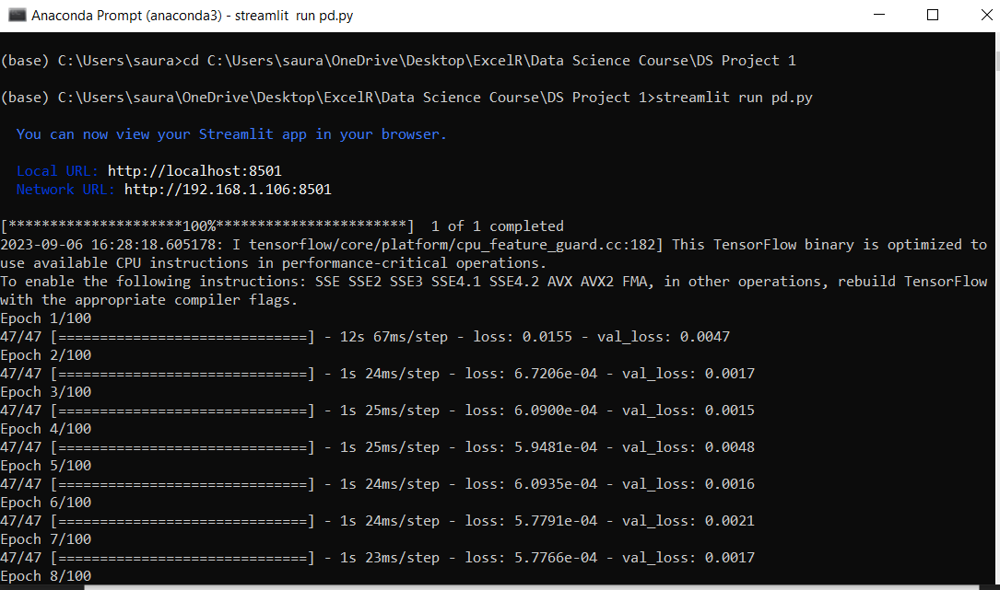 Anaconda Prompt (anaconda3) - streamlit  run pd.py
(base) C:\Users\saura>cd C:\Users\saura\OneDrive\Desktop\ExcelR\Data Science Course\DS Project 1
(base) C:\Users\saura\OneDrive\Desktop\ExcelR\Data Science Course\DS Project 1>streamlit run pd.py
You can now view your Streamlit app in your browser.
Local URL: http://localhost:8501
Network URL: http://192.168.1.106:8501
[*********************100%***********************]  1 of 1 completed
2023-09-06 16:28:18.605178: I tensorflow/core/platform/cpu_feature_guard.cc:182] This TensorFlow binary is optimized to
use available CPU instructions in performance-critical operations.
To enable the following instructions: SSE SSE2 SSE3 SSE4.1 SSE4.2 AVX AVX2 FMA, in other operations, rebuild TensorFlow
with the appropriate compiler flags.
Epoch 1/100
47/47 [==============================] - 12s 67ms/step - loss: 0.0155 - val_loss: 0.0047
Epoch 2/100
47/47 [==============================] - 1s 24ms/step - loss: 6.7206e-04 - val_loss: 0.0017
Epoch 3/100
47/47 [==============================] - 1s 25ms/step - loss: 6.0900e-04 - val_loss: 0.0015
Epoch 4/100
47/47 [==============================] - 1s 25ms/step - loss: 5.9481e-04 - val_loss: 0.0048
Epoch 5/100
47/47 [==============================] - 1s 24ms/step - loss: 6.0935e-04 - val_loss: 0.0016
Epoch 6/100
47/47 [==============================] - 1s 24ms/step - loss: 5.7791e-04 - val_loss: 0.0021
Epoch 7/100
47/47 [==============================] - 1s 23ms/step - loss: 5.7766e-04 - val_loss: 0.0017
Epoch 8/100